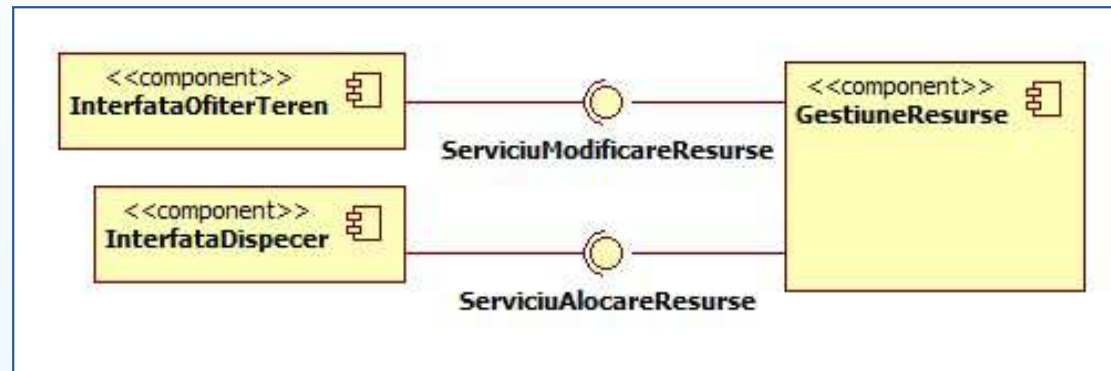 <<component>>
InterfataOfiterTeren
ServiciuModificareResurse
<<component>>
GestiuneResurse
<<component>>
InterfataDispecer
ServiciuAlocareResurse